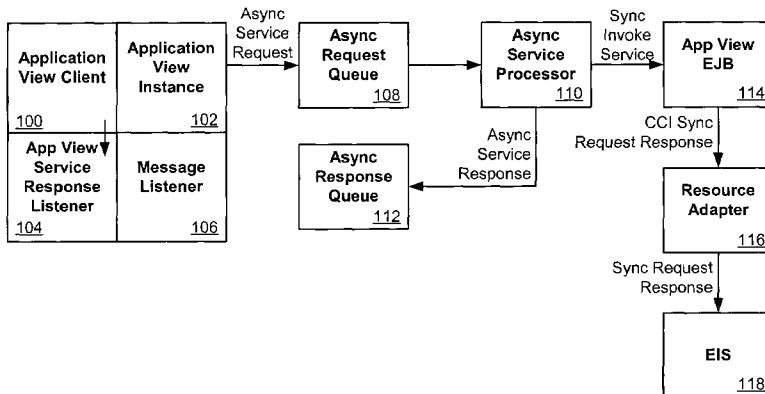 Application
View Client
100
Application
View
Instance
102
App View
Service
Response
Listener
104
Message
Listener
106
Async
Service
Request
Async
Request
Queue
108
Async
Service
Processor
110
Sync
Invoke
Service
App View
EJB
114
Async
Service
Response
Async
Response
Queue
112
CCI Sync
Request Response
Resource
Adapter
116
Sync Request
Response
EIS
118